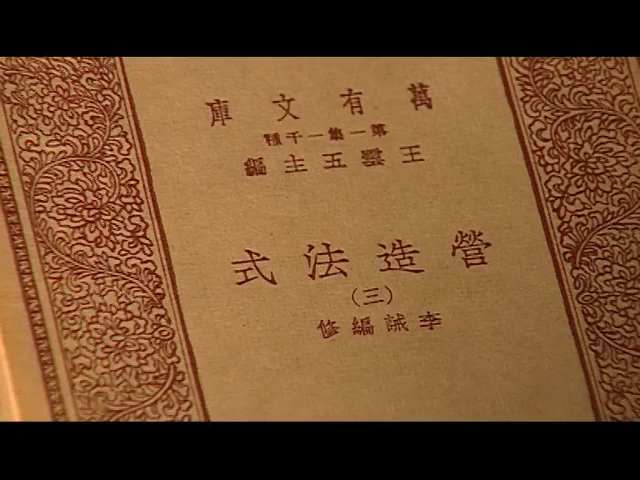 萬有文庫
第一集一千種
王雲五主編
營造法式
(三)
李誡編修